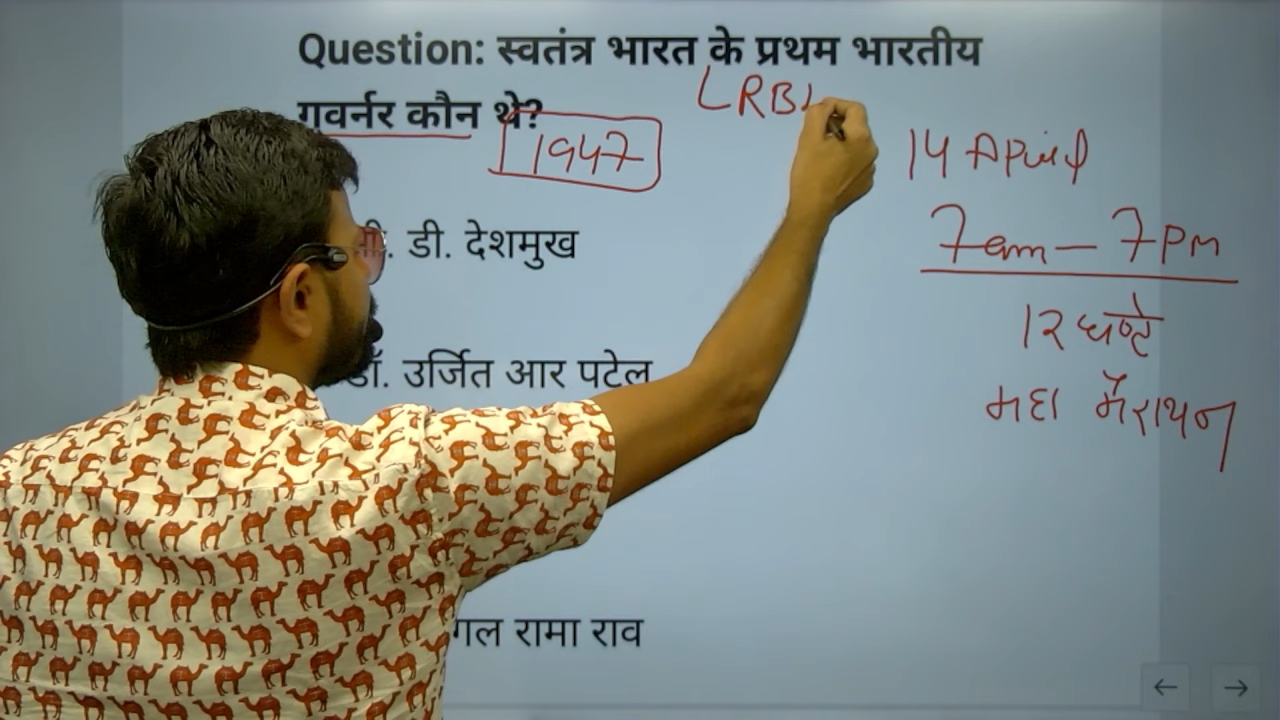 Question: स्वतंत्र भारत के प्रथम भारतीय
गवर्नर कौन थे?
LRBI
1947
14 April
7am – 7pm
12 घण्टे
महा मैराथन
सी. डी. देशमुख
डॉ. उर्जित आर पटेल
गल रामा राव